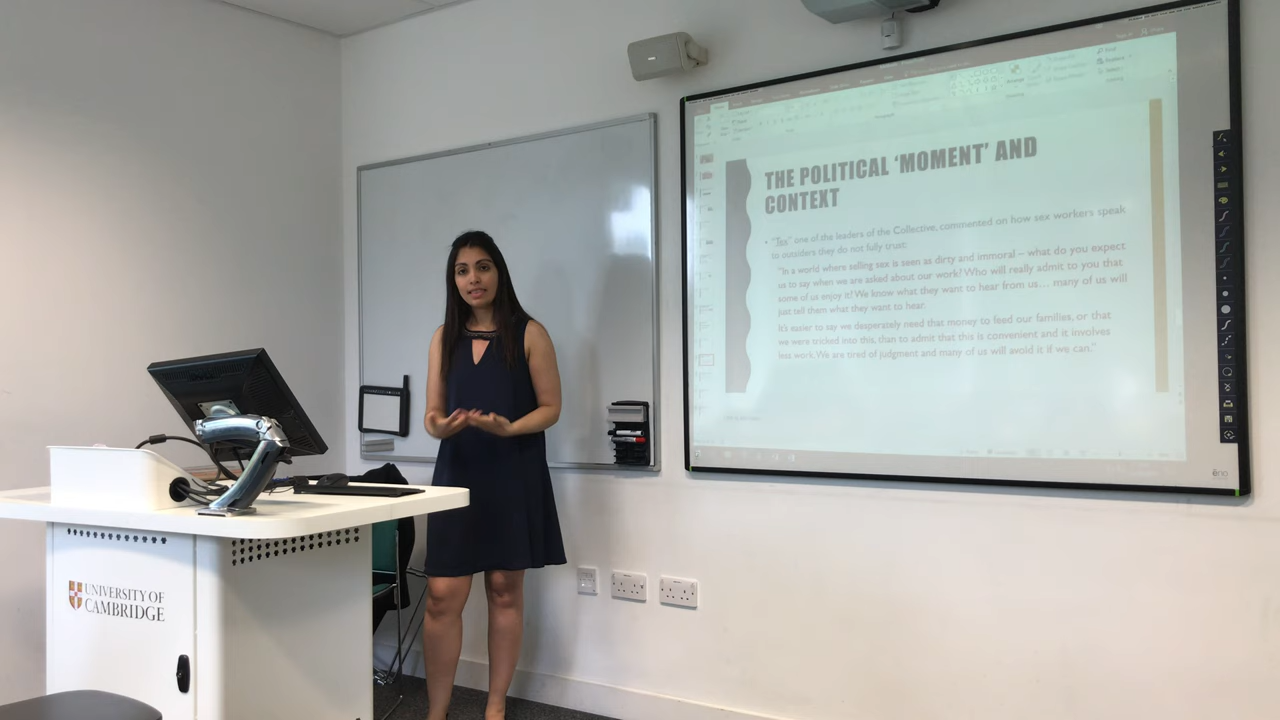 THE POLITICAL ‘MOMENT’ AND
CONTEXT
• "Tss" one of the leaders of the Collective, commented on how sex workers speak
to outsiders they do not fully trust:
"In a world where selling sex is seen as dirty and immoral – what do you expect
us to say when we are asked about our work? Who will really admit to you that
some of us enjoy it? We know what they want to hear from us… many of us will
just tell them what they want to hear.
It's easier to say we desperately need that money to feed our families, or that
we were tricked into this, than to admit that this is convenient and it involves
less work. We are tired of judgment and many of us will avoid it if we can."
UNIVERSITY OF
CAMBRIDGE
eno